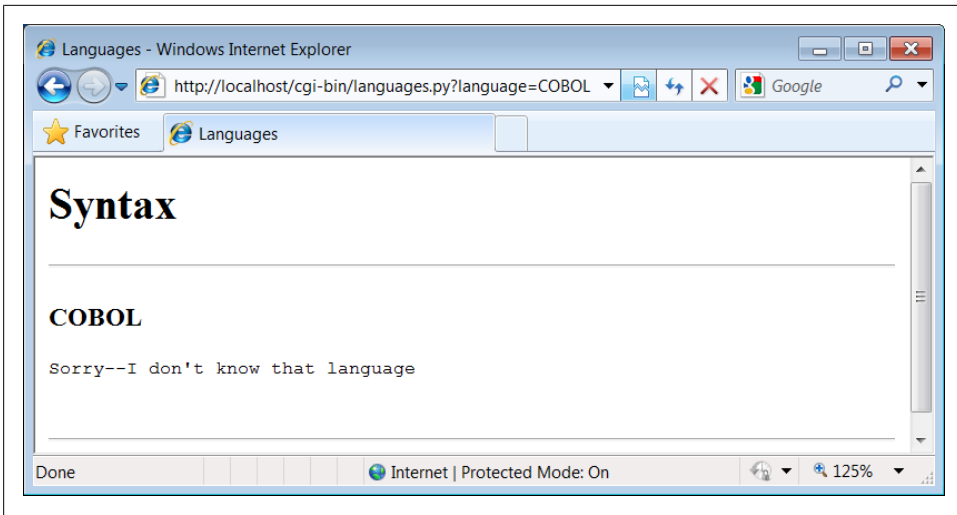 Languages - Windows Internet Explorer
http://localhost/cgi-bin/languages.py?language=COBOL
Google
Favorites
Languages
Syntax
COBOL
Sorry--I don't know that language
Done
Internet | Protected Mode: On
125%